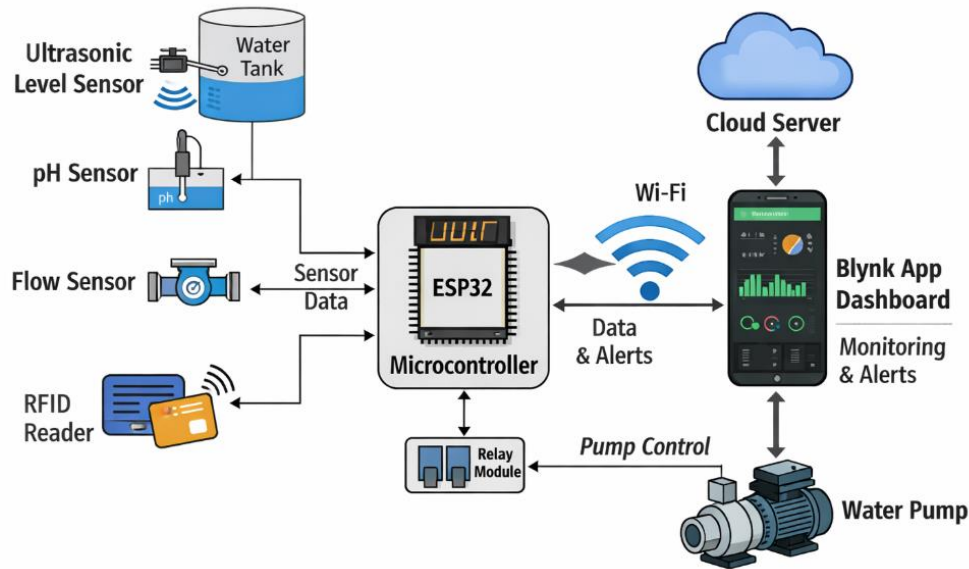 Ultrasonic
Level Sensor
Water
Tank
Cloud Server
pH Sensor
ph
Wi-Fi
Flow Sensor
Sensor
Data
ESP32
Microcontroller
Data
& Alerts
Blynk App
Dashboard
Monitoring
& Alerts
RFID
Reader
Relay
Module
Pump Control
Water Pump